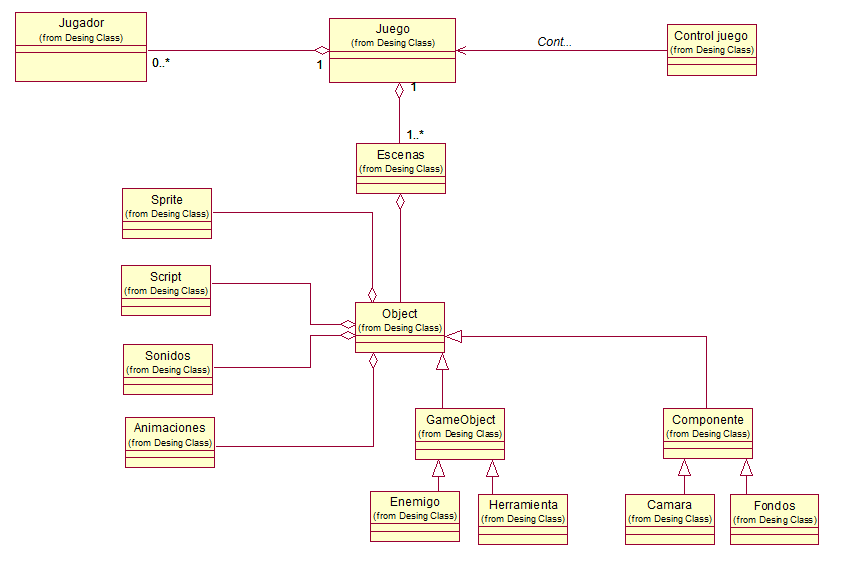 Jugador
(from Desing Class)
0..*
1
Juego
(from Desing Class)
1
Cont...
Control juego
(from Desing Class)
1..*
Escenas
(from Desing Class)
Sprite
(from Desing Class)
Script
(from Desing Class)
Object
(from Desing Class)
Sonidos
(from Desing Class)
Animaciones
(from Desing Class)
GameObject
(from Desing Class)
Componente
(from Desing Class)
Enemigo
(from Desing Class)
Herramienta
(from Desing Class)
Camara
(from Desing Class)
Fondos
(from Desing Class)